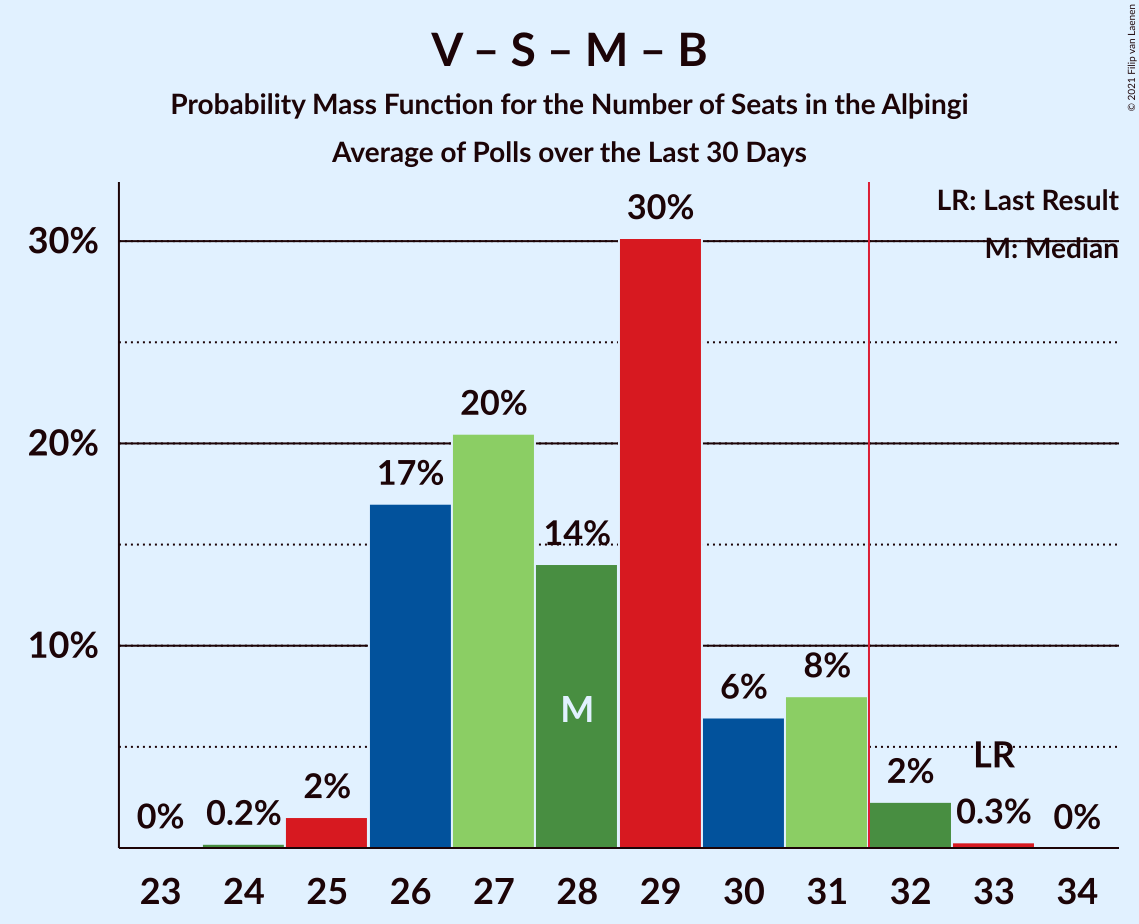 V – S – M – B
Probability Mass Function for the Number of Seats in the Alþingi
Average of Polls over the Last 30 Days
© 2021 Filip van Laenen
LR: Last Result
M: Median
30%
20%
10%
0%
0.2%
2%
17%
20%
14%
30%
6%
8%
2%
0.3%
0%
M
LR
23 24 25 26 27 28 29 30 31 32 33 34